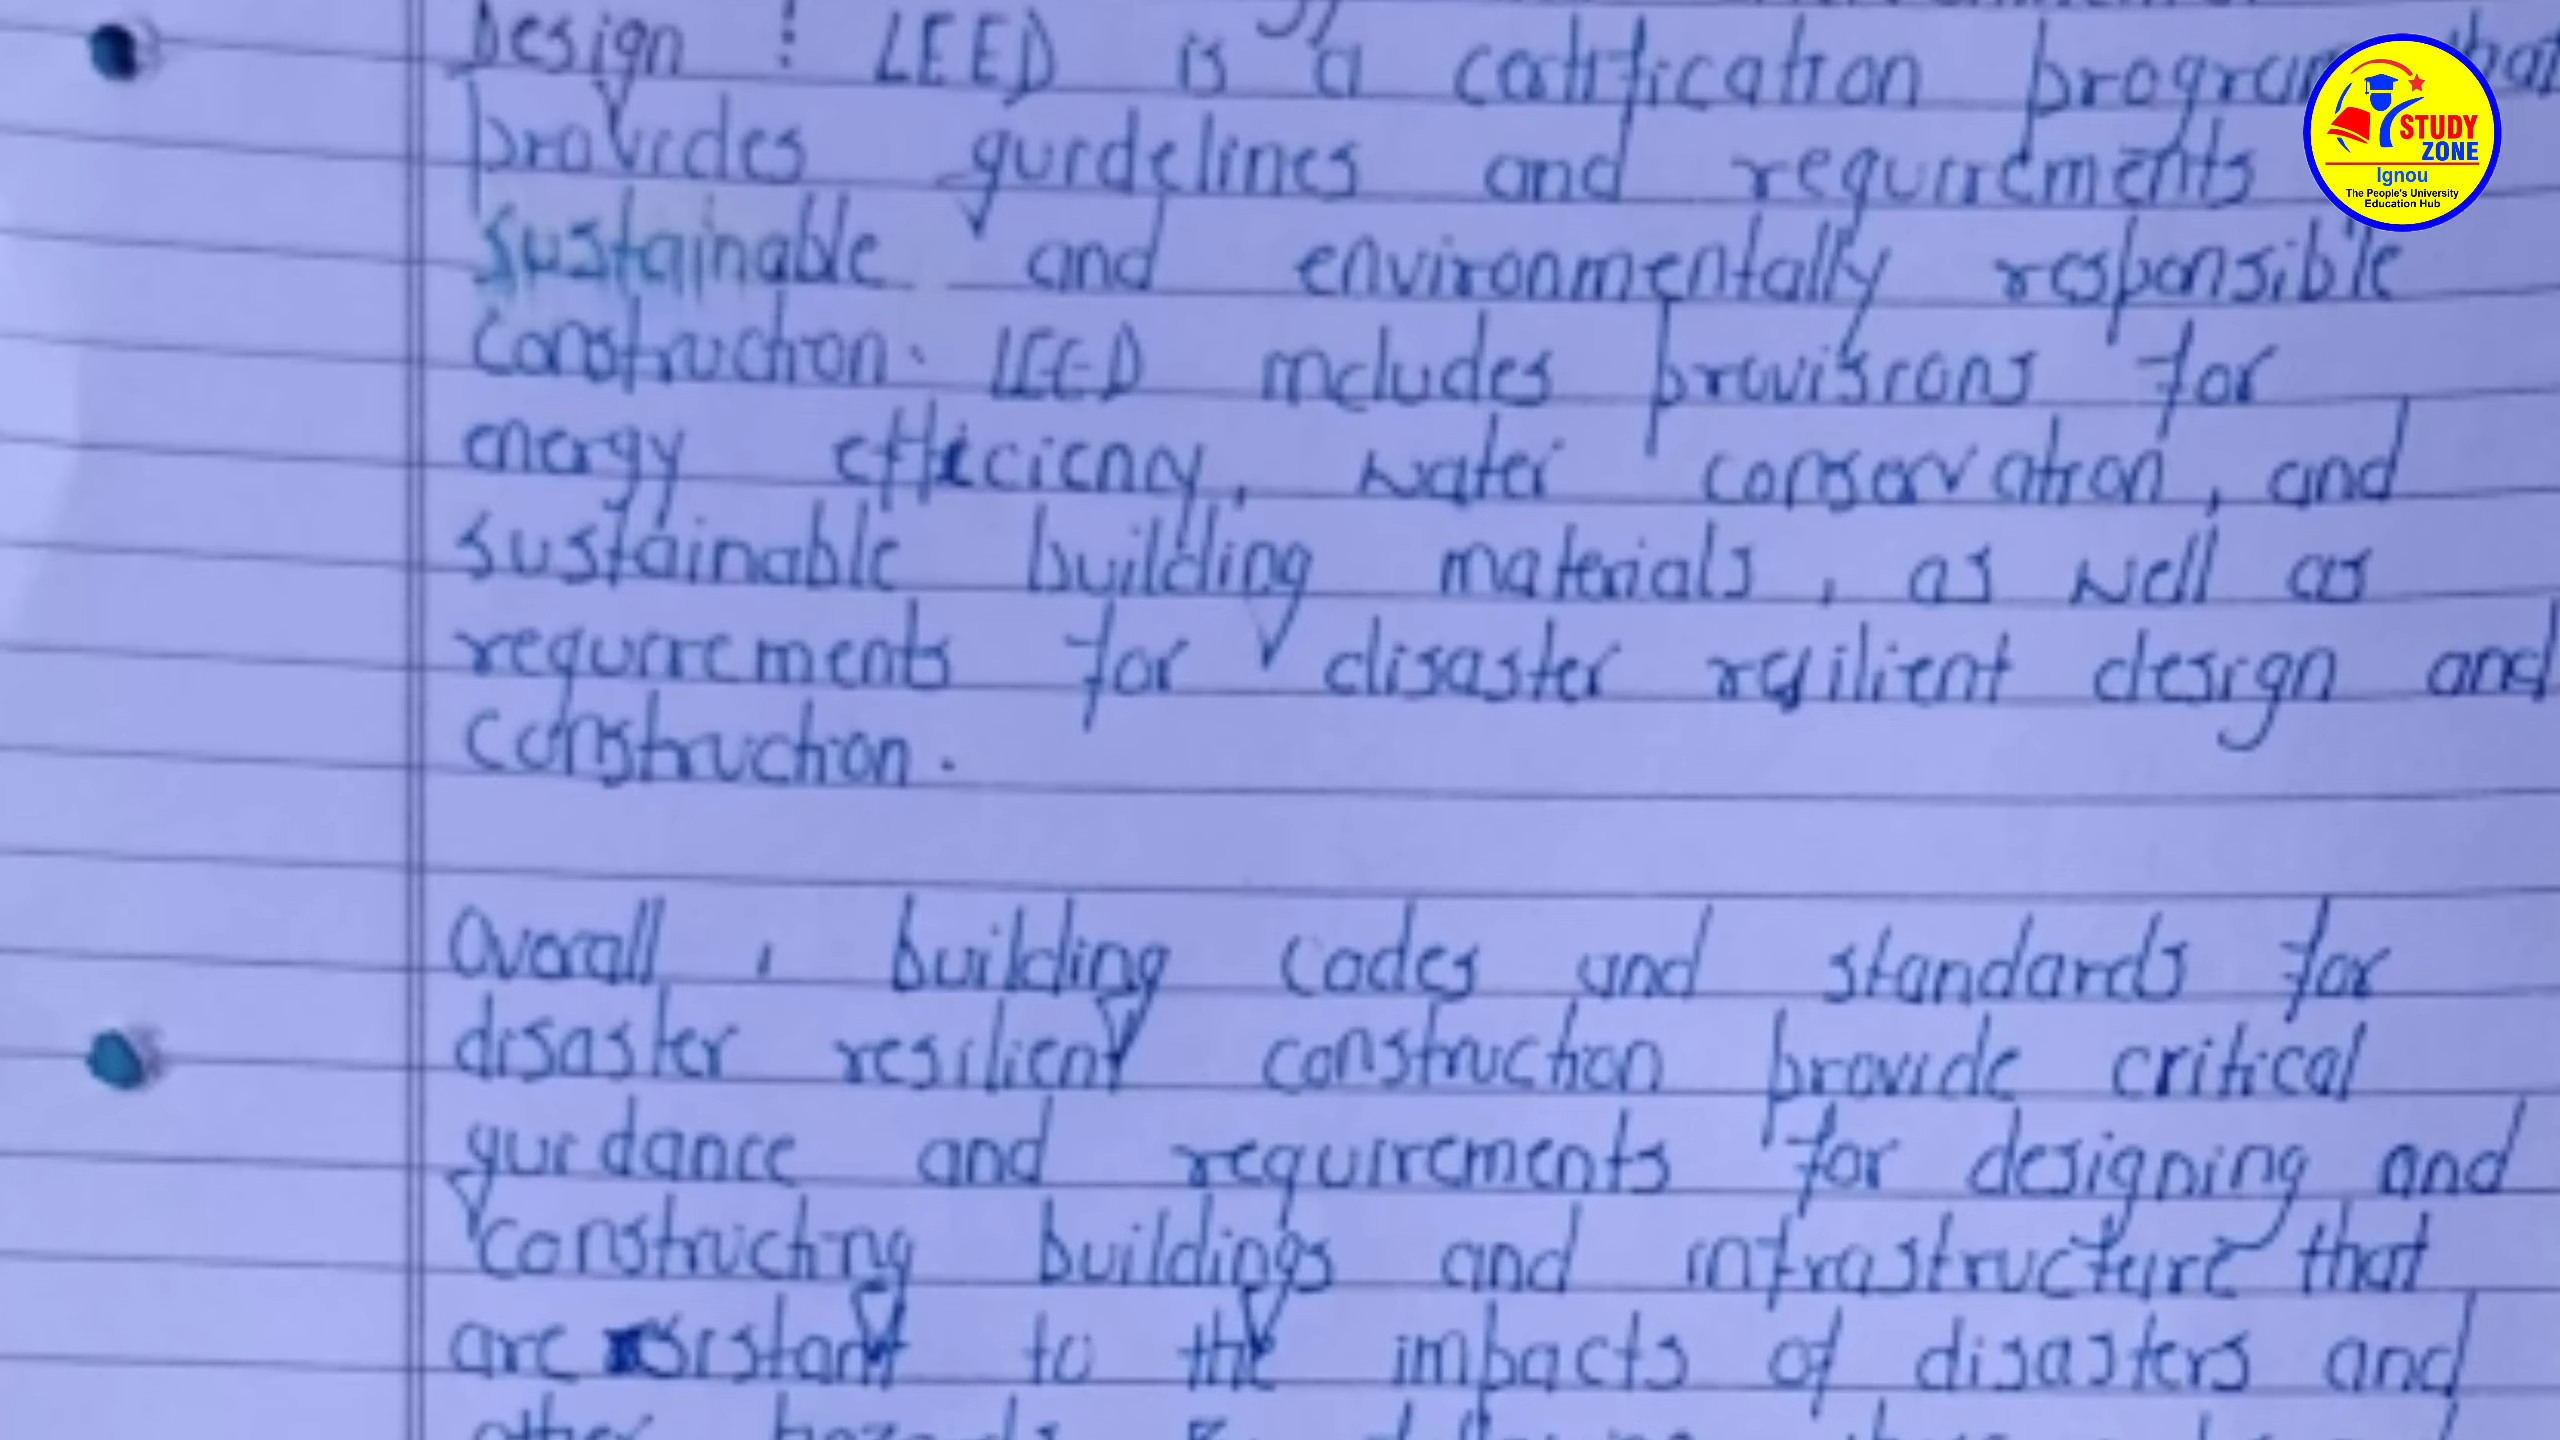 Design : LEED is a certification program that
provides guidelines and requirements
sustainable and environmentally responsible
construction. LEED includes provisions for
energy efficiency, water conservation, and
sustainable building materials, as well as
requirements for disaster resilient design and
construction.
Overall, building codes and standards for
disaster resilient construction provide critical
guidance and requirements for designing and
constructing buildings and infrastructure that
are resistant to the impacts of disasters and
STUDY
ZONE
Ignou
The People's University
Education Hub